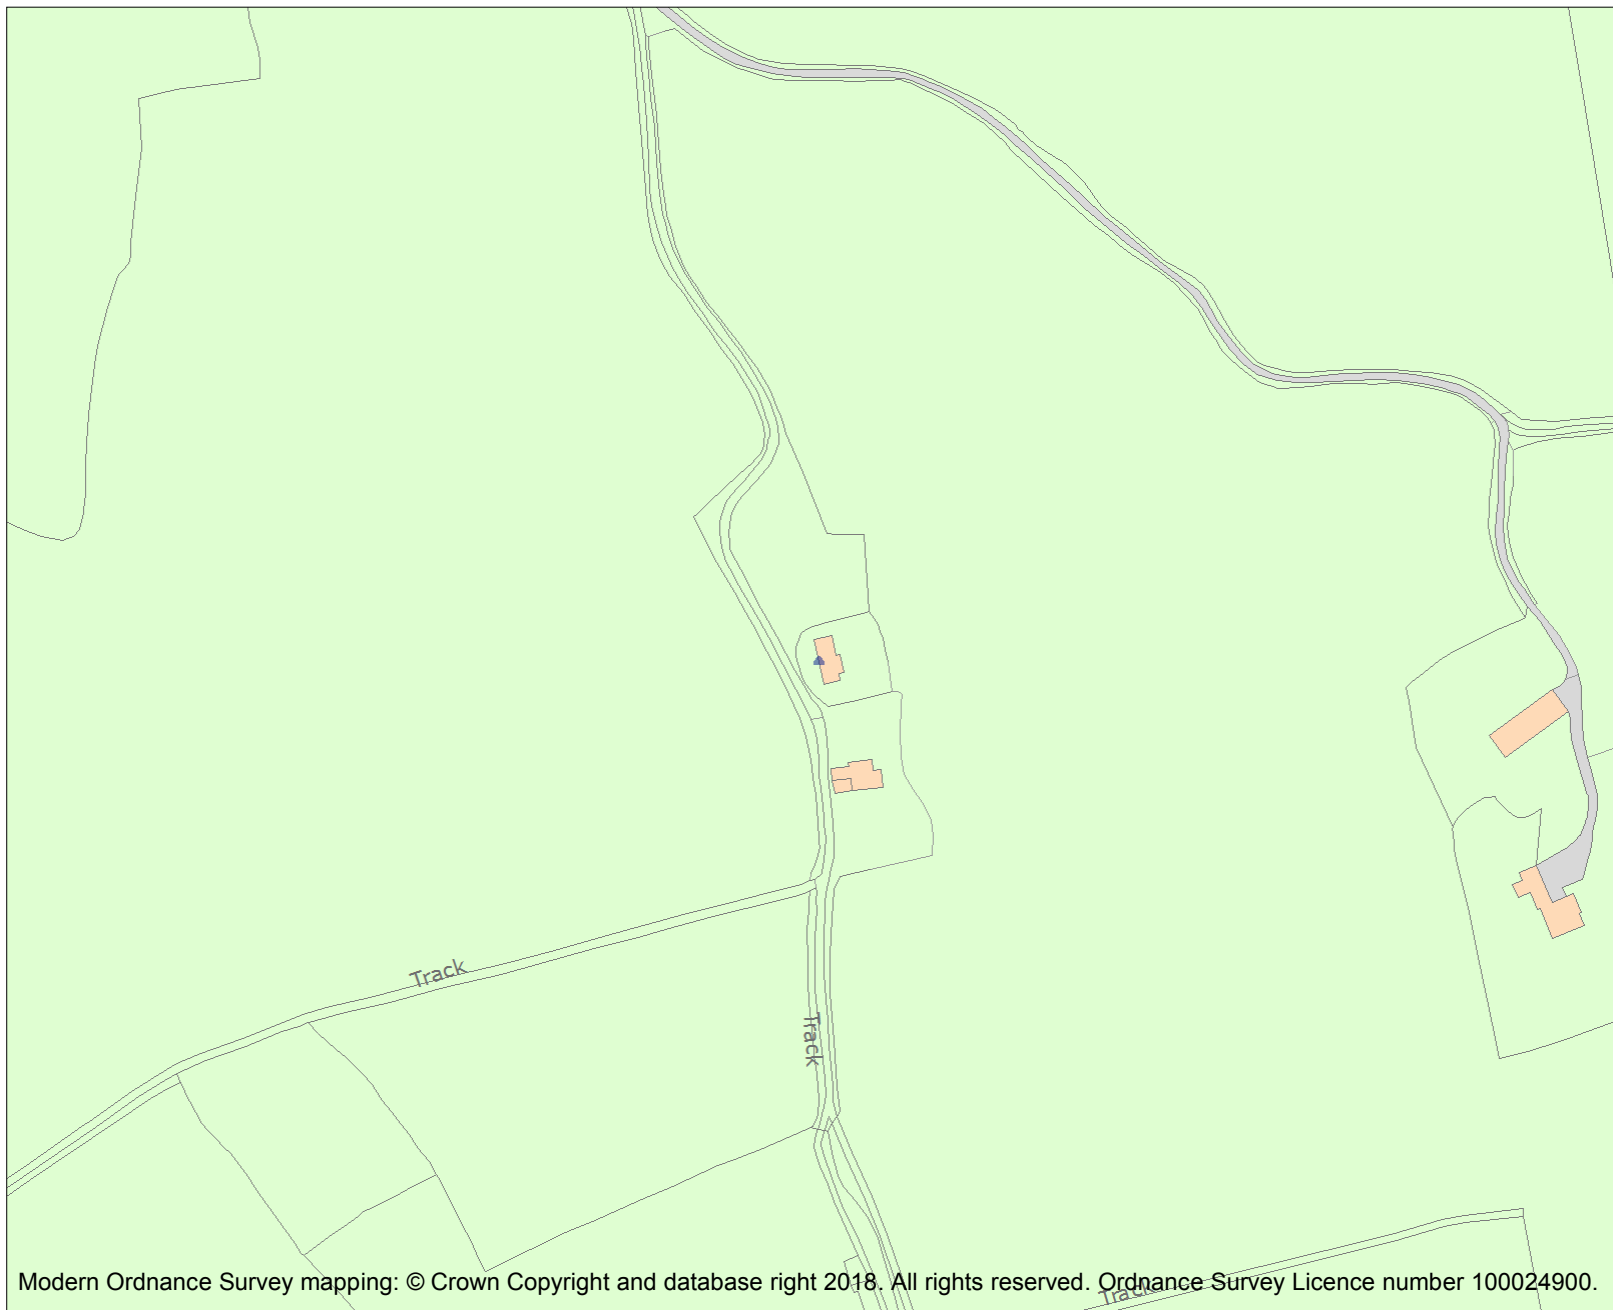 Track
Track
Track
Modern Ordnance Survey mapping: © Crown Copyright and database right 2018. All rights reserved. Ordnance Survey Licence number 100024900.